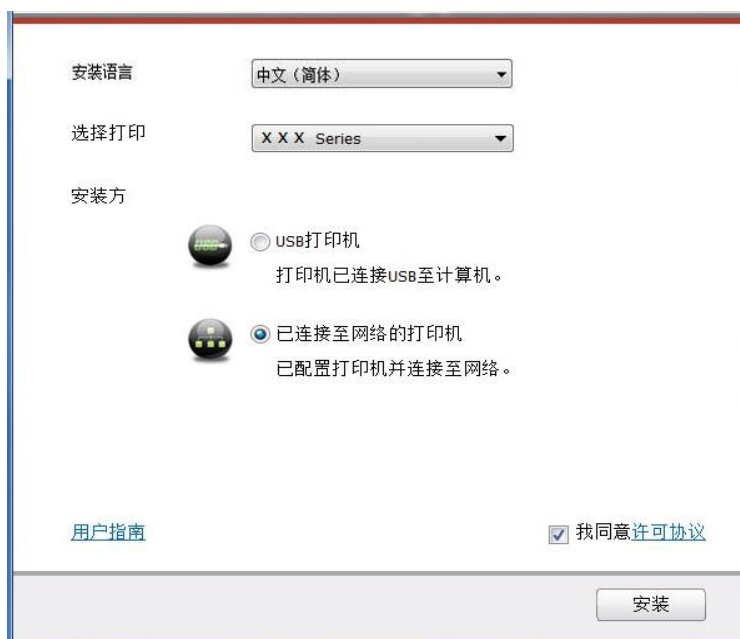 安装语言 中文（简体）
选择打印 X X X Series
安装方
USB打印机
打印机已连接USB至计算机。
已连接至网络的打印机
已配置打印机并连接至网络。
用户指南 我同意许可协议
安装